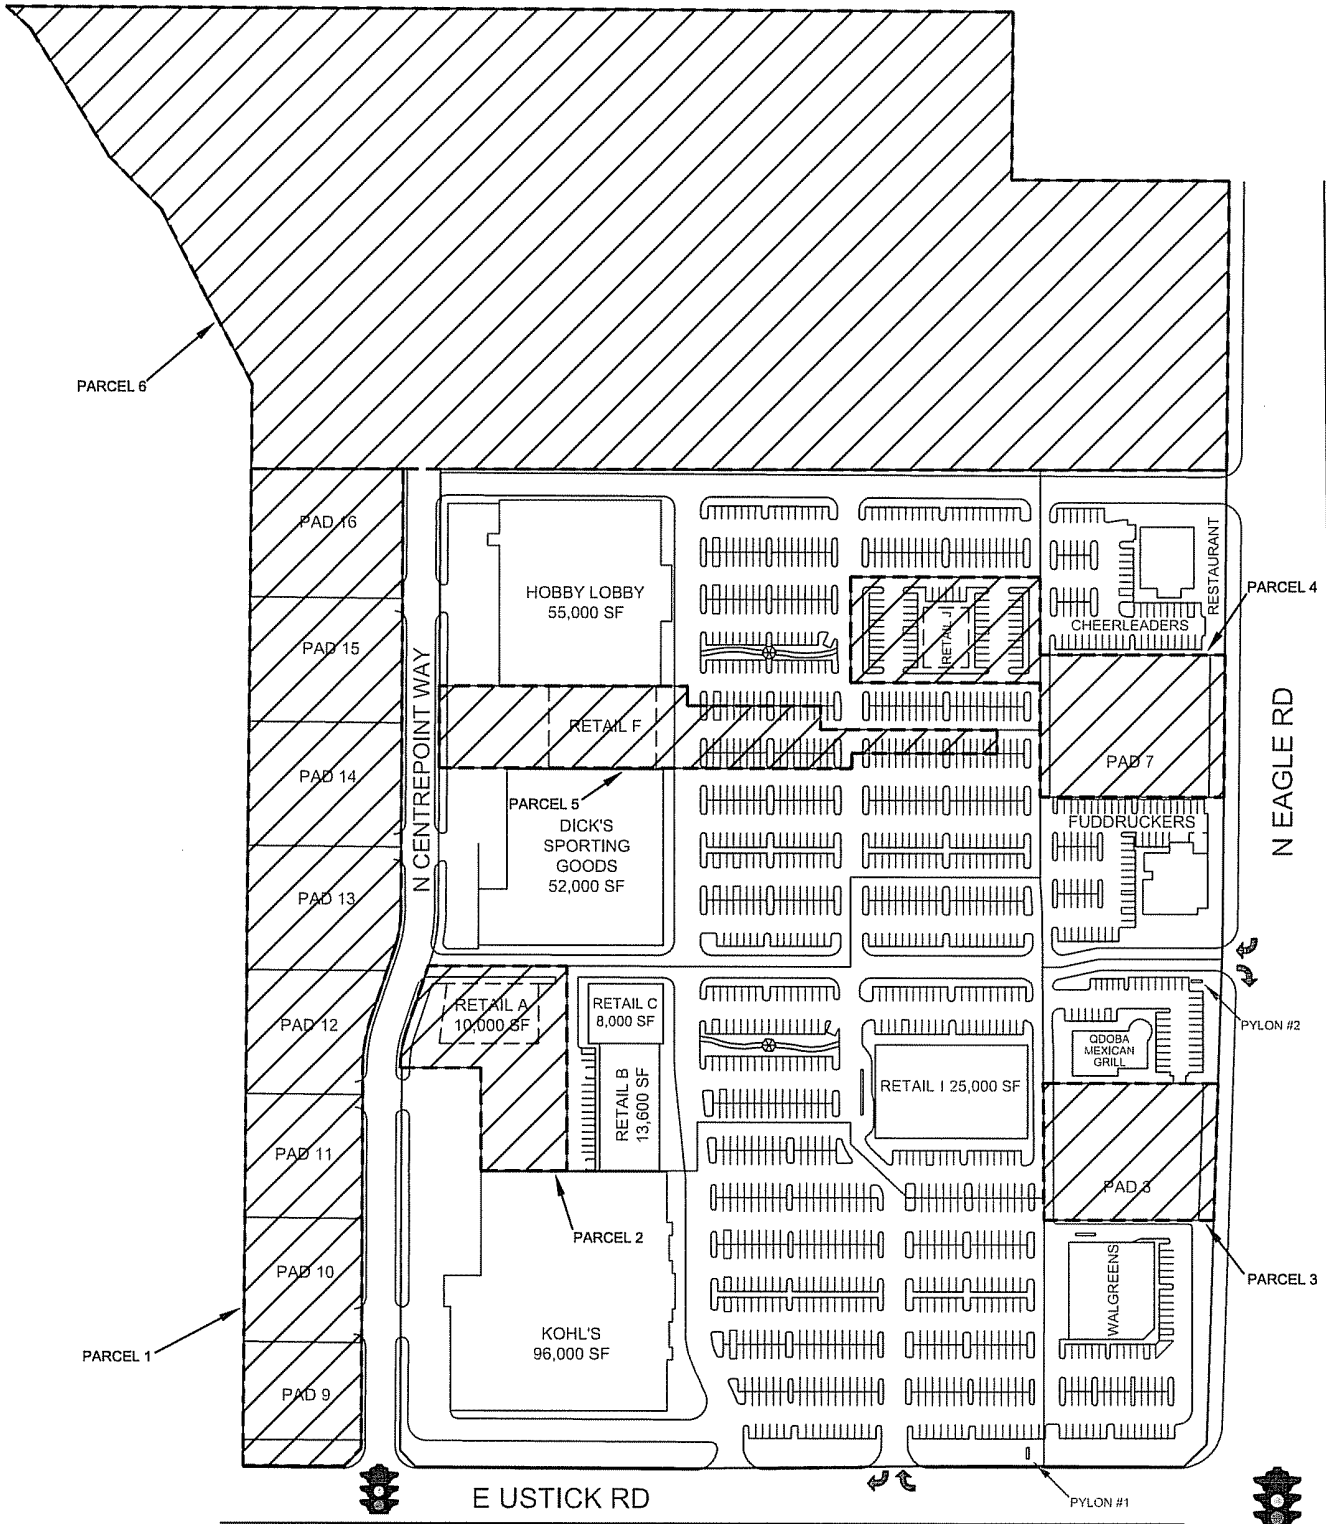 PARCEL 6
PAD 16
HOBBY LOBBY
55,000 SF
RESTAURANT
PARCEL 4
RETAIL J
CHEERLEADERS
PAD 15
N CENTREPOINT WAY
RETAIL F
PAD 7
N EAGLE RD
PAD 14
PARCEL 5
DICK'S
SPORTING
GOODS
52,000 SF
FUDDRUCKERS
PAD 13
RETAIL A
10,000 SF
RETAIL C
8,000 SF
PAD 12
PYLON #2
QDOBA
MEXICAN
GRILL
RETAIL B
13,600 SF
RETAIL I 25,000 SF
PAD 11
PAD 3
PARCEL 2
PAD 10
PARCEL 3
WALGREENS
KOHL'S
96,000 SF
PARCEL 1
PAD 9
E USTICK RD
PYLON #1